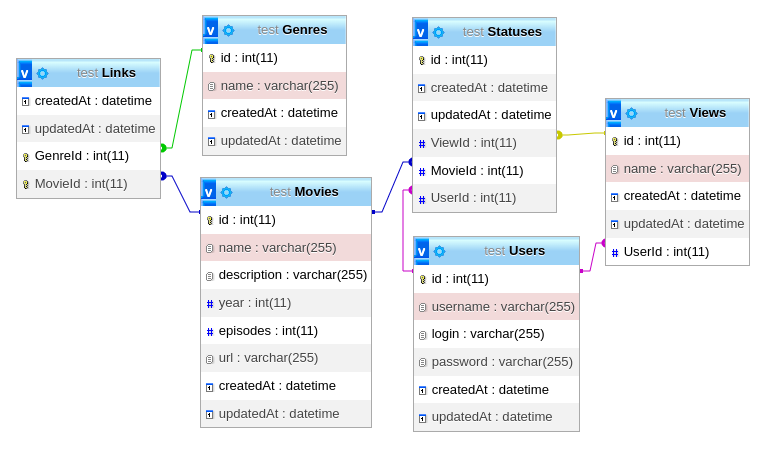 v test Links
createdAt : datetime
updatedAt : datetime
GenreId : int(11)
MovieId : int(11)
v test Genres
id : int(11)
name : varchar(255)
createdAt : datetime
updatedAt : datetime
v test Movies
id : int(11)
name : varchar(255)
description : varchar(255)
# year : int(11)
# episodes : int(11)
url : varchar(255)
createdAt : datetime
updatedAt : datetime
v test Statuses
id : int(11)
createdAt : datetime
updatedAt : datetime
# ViewId : int(11)
# MovieId : int(11)
# UserId : int(11)
v test Users
id : int(11)
username : varchar(255)
login : varchar(255)
password : varchar(255)
createdAt : datetime
updatedAt : datetime
v test Views
id : int(11)
name : varchar(255)
createdAt : datetime
updatedAt : datetime
# UserId : int(11)